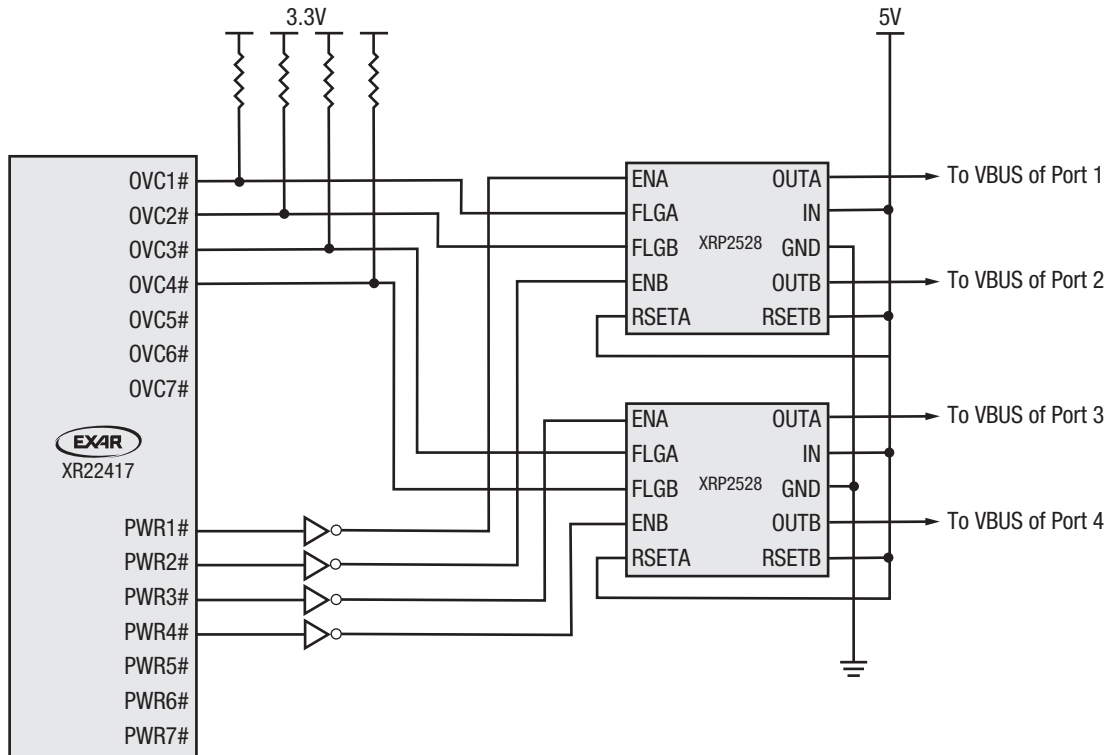 3.3V
5V
OVC1#
OVC2#
OVC3#
OVC4#
OVC5#
OVC6#
OVC7#
EXAR
XR22417
PWR1#
PWR2#
PWR3#
PWR4#
PWR5#
PWR6#
PWR7#
ENA
FLGA
FLGB
ENB
RSETA
XRP2528
OUTA
IN
GND
OUTB
RSETB
To VBUS of Port 1
To VBUS of Port 2
ENA
FLGA
FLGB
ENB
RSETA
XRP2528
OUTA
IN
GND
OUTB
RSETB
To VBUS of Port 3
To VBUS of Port 4